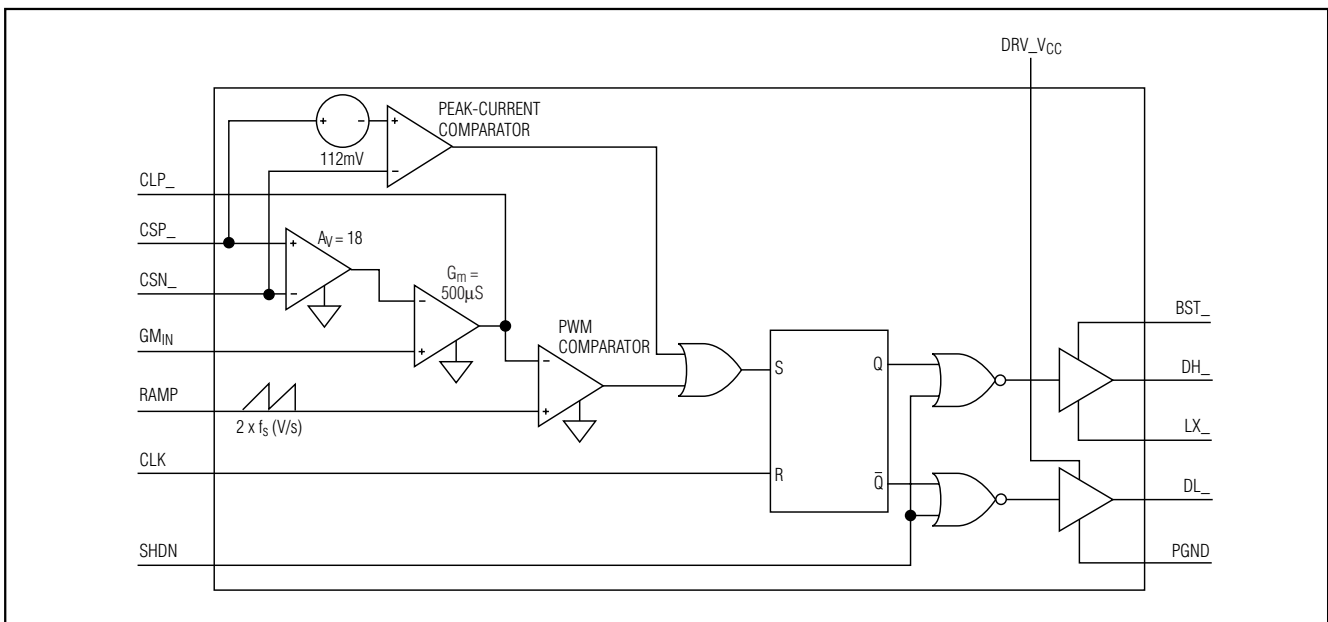 DRV_VCC
PEAK-CURRENT
COMPARATOR
+ -
+
112mV
-
CLP_
CSP_
+
AV = 18
CSN_
-
Gm =
500µS
-
GMIN
+
PWM
COMPARATOR
-
RAMP
+
2 x fs (V/s)
S
Q
BST_
DH_
LX_
CLK
R
Q̅
DL_
SHDN
PGND